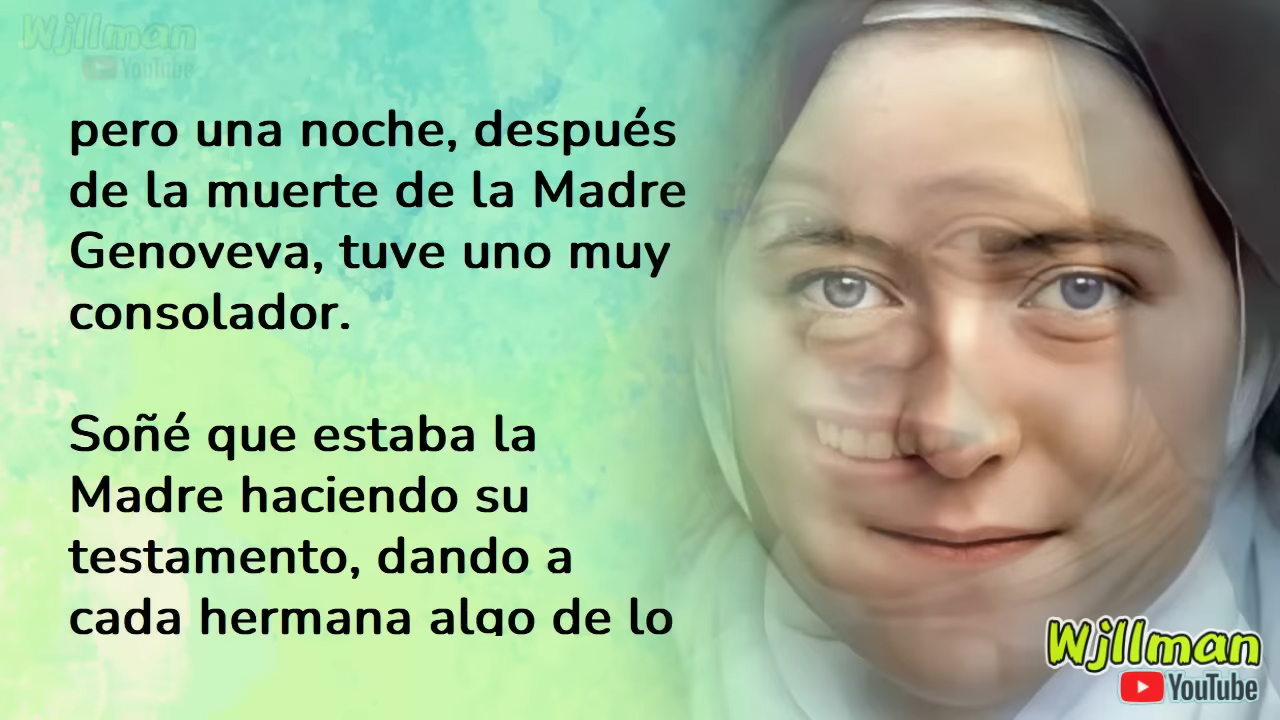 Wjllman
YouTube
pero una noche, después
de la muerte de la Madre
Genoveva, tuve uno muy
consolador.
Soñé que estaba la
Madre haciendo su
testamento, dando a
cada hermana algo de lo
Wjllman
YouTube